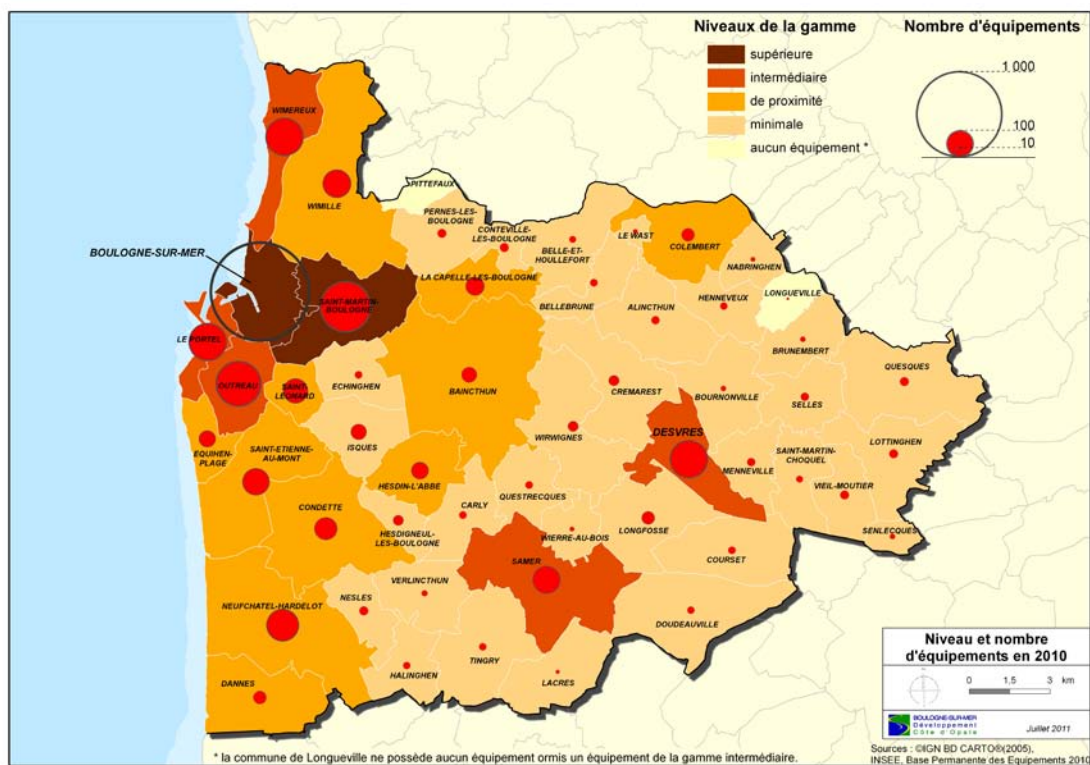 Niveaux de la gamme
supérieure
intermédiaire
de proximité
minimale
aucun équipement *
Nombre d'équipements
1 000
100
10
WIMEREUX
WIMILLE
PITTEFAUX
PERNES-LES-
BOULOGNE
CONTEVILLE-
LES-BOULOGNE
BELLE-ET-
HOULLEFORT
LE WAST
COLEMBERT
NABRINGHEN
BOULOGNE-SUR-MER
SAINT-MARTIN-
BOULOGNE
LA CAPELLE-LES-BOULOGNE
BELLEBRUNE
ALINCTHUN
HENNEVEUX
LONGUEVILLE
LE PORTEL
BRUNEMBERT
OUTREAU
SAINT-
LEONARD
ECHINGHEN
BAINCTHUN
CREMAREST
BOURNONVILLE
SELLES
QUESQUES
EQUIHEN-
PLAGE
SAINT-ETIENNE-
AU-MONT
ISQUES
WIRWIGNES
DESVRES
MENNEVILLE
SAINT-MARTIN-
CHOQUEL
LOTTINGHEN
HESDIN-L'ABBE
QUESTRECQUES
VIEIL-MOUTIER
CONDETTE
HESDIGNEUL-
LES-BOULOGNE
CARLY
WIERRE-AU-BOIS
LONGFOSSE
SENLECQUES
COURSET
SAMER
VERLINCTHUN
NESLES
NEUFCHATEL-HARDELOT
DOUDEAUVILLE
TINGRY
HALINGHEN
LACRES
DANNES
Niveau et nombre
d'équipements en 2010
0 1,5 3 km
BOULOGNE-SUR-MER
Développement
Côte d'Opale
Juillet 2011
* la commune de Longueville ne possède aucun équipement ormis un équipement de la gamme intermédiaire.
Sources : ©IGN BD CARTO®(2005),
INSEE, Base Permanente des Equipements 2010